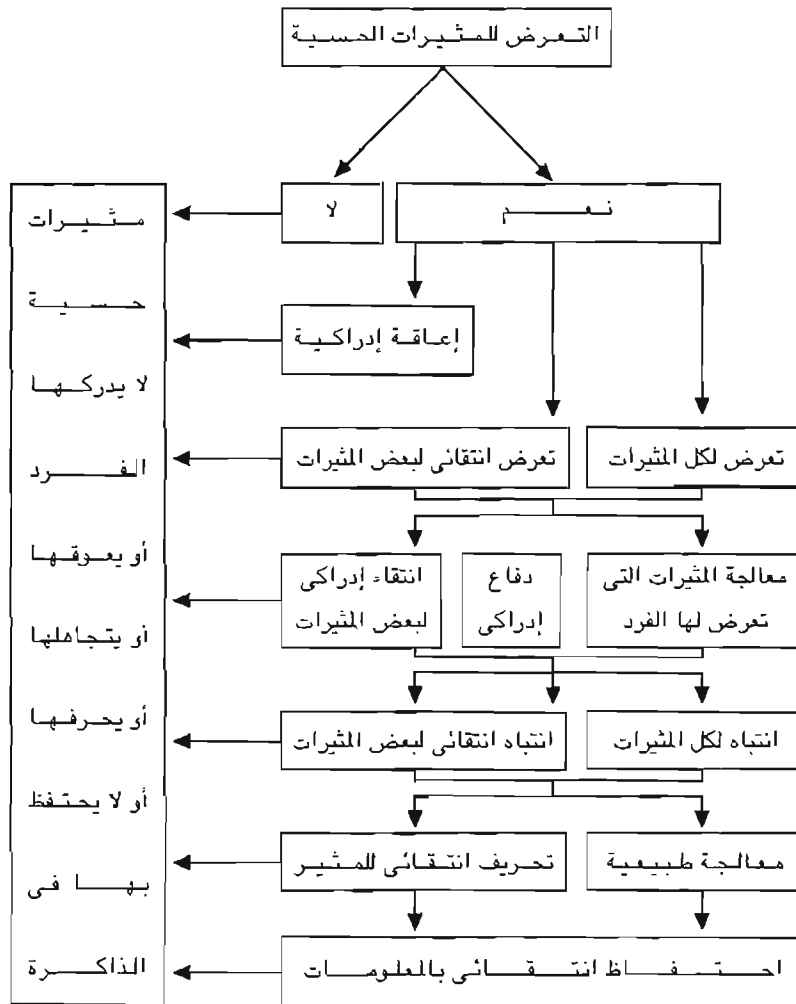 التعرض للمثيرات الحسية
نعم
لا
إعاقة إدراكية
تعرض لكل المثيرات
تعرض انتقائى لبعض المثيرات
معالجة المثيرات التى
تعرض لها الفرد
دفاع
إدراكى
انتقاء إدراكى
لبعض المثيرات
انتباه لكل المثيرات
انتباه انتقائى لبعض المثيرات
معالجة طبيعية
تحريف انتقائى للمثير
احتفاظ انتقائى بالمعلومات
مثيرات
حسية
لا يدركها
الفرد
أو يعوقها
أو يتجاهلها
أو يحرفها
أو لا يحتفظ
بها فى
الذاكرة